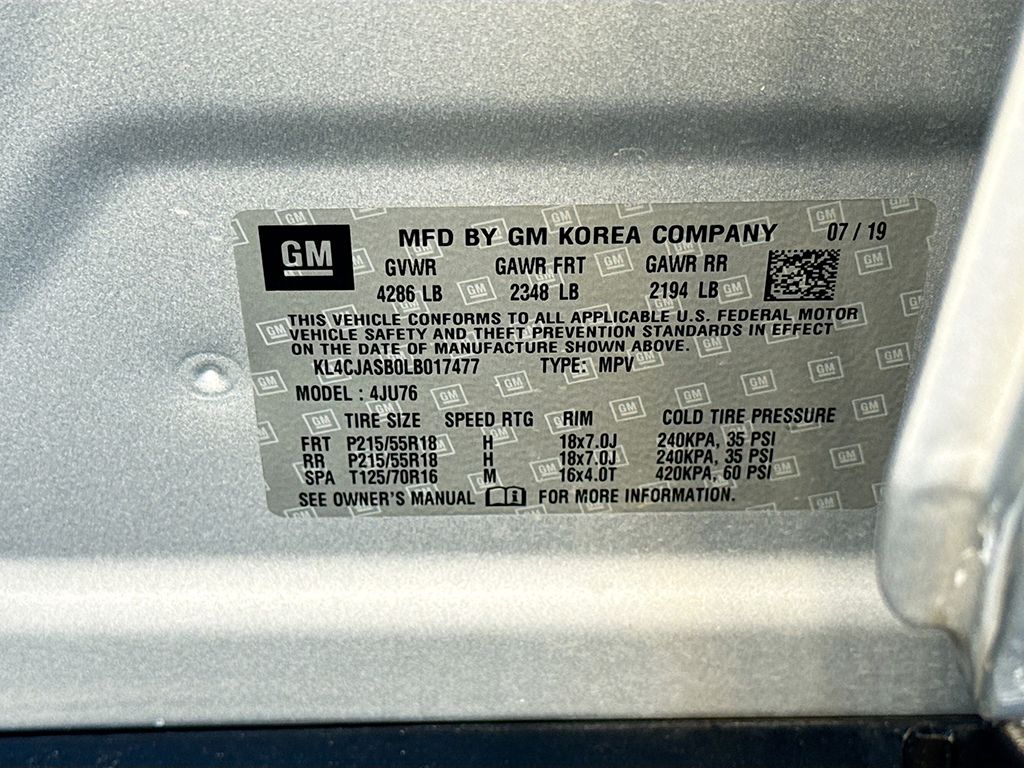 GM MFD BY GM KOREA COMPANY 07 / 19
GVWR GAWR FRT GAWR RR
4286 LB 2348 LB 2194 LB
THIS VEHICLE CONFORMS TO ALL APPLICABLE U.S. FEDERAL MOTOR
VEHICLE SAFETY AND THEFT PREVENTION STANDARDS IN EFFECT
ON THE DATE OF MANUFACTURE SHOWN ABOVE.
KL4CJASB0LB017477 TYPE: MPV
MODEL : 4JU76
TIRE SIZE SPEED RTG RIM COLD TIRE PRESSURE
FRT P215/55R18 H 18x7.0J 240KPA, 35 PSI
RR P215/55R18 H 18x7.0J 240KPA, 35 PSI
SPA T125/70R16 M 16x4.0T 420KPA, 60 PSI
SEE OWNER'S MANUAL FOR MORE INFORMATION.